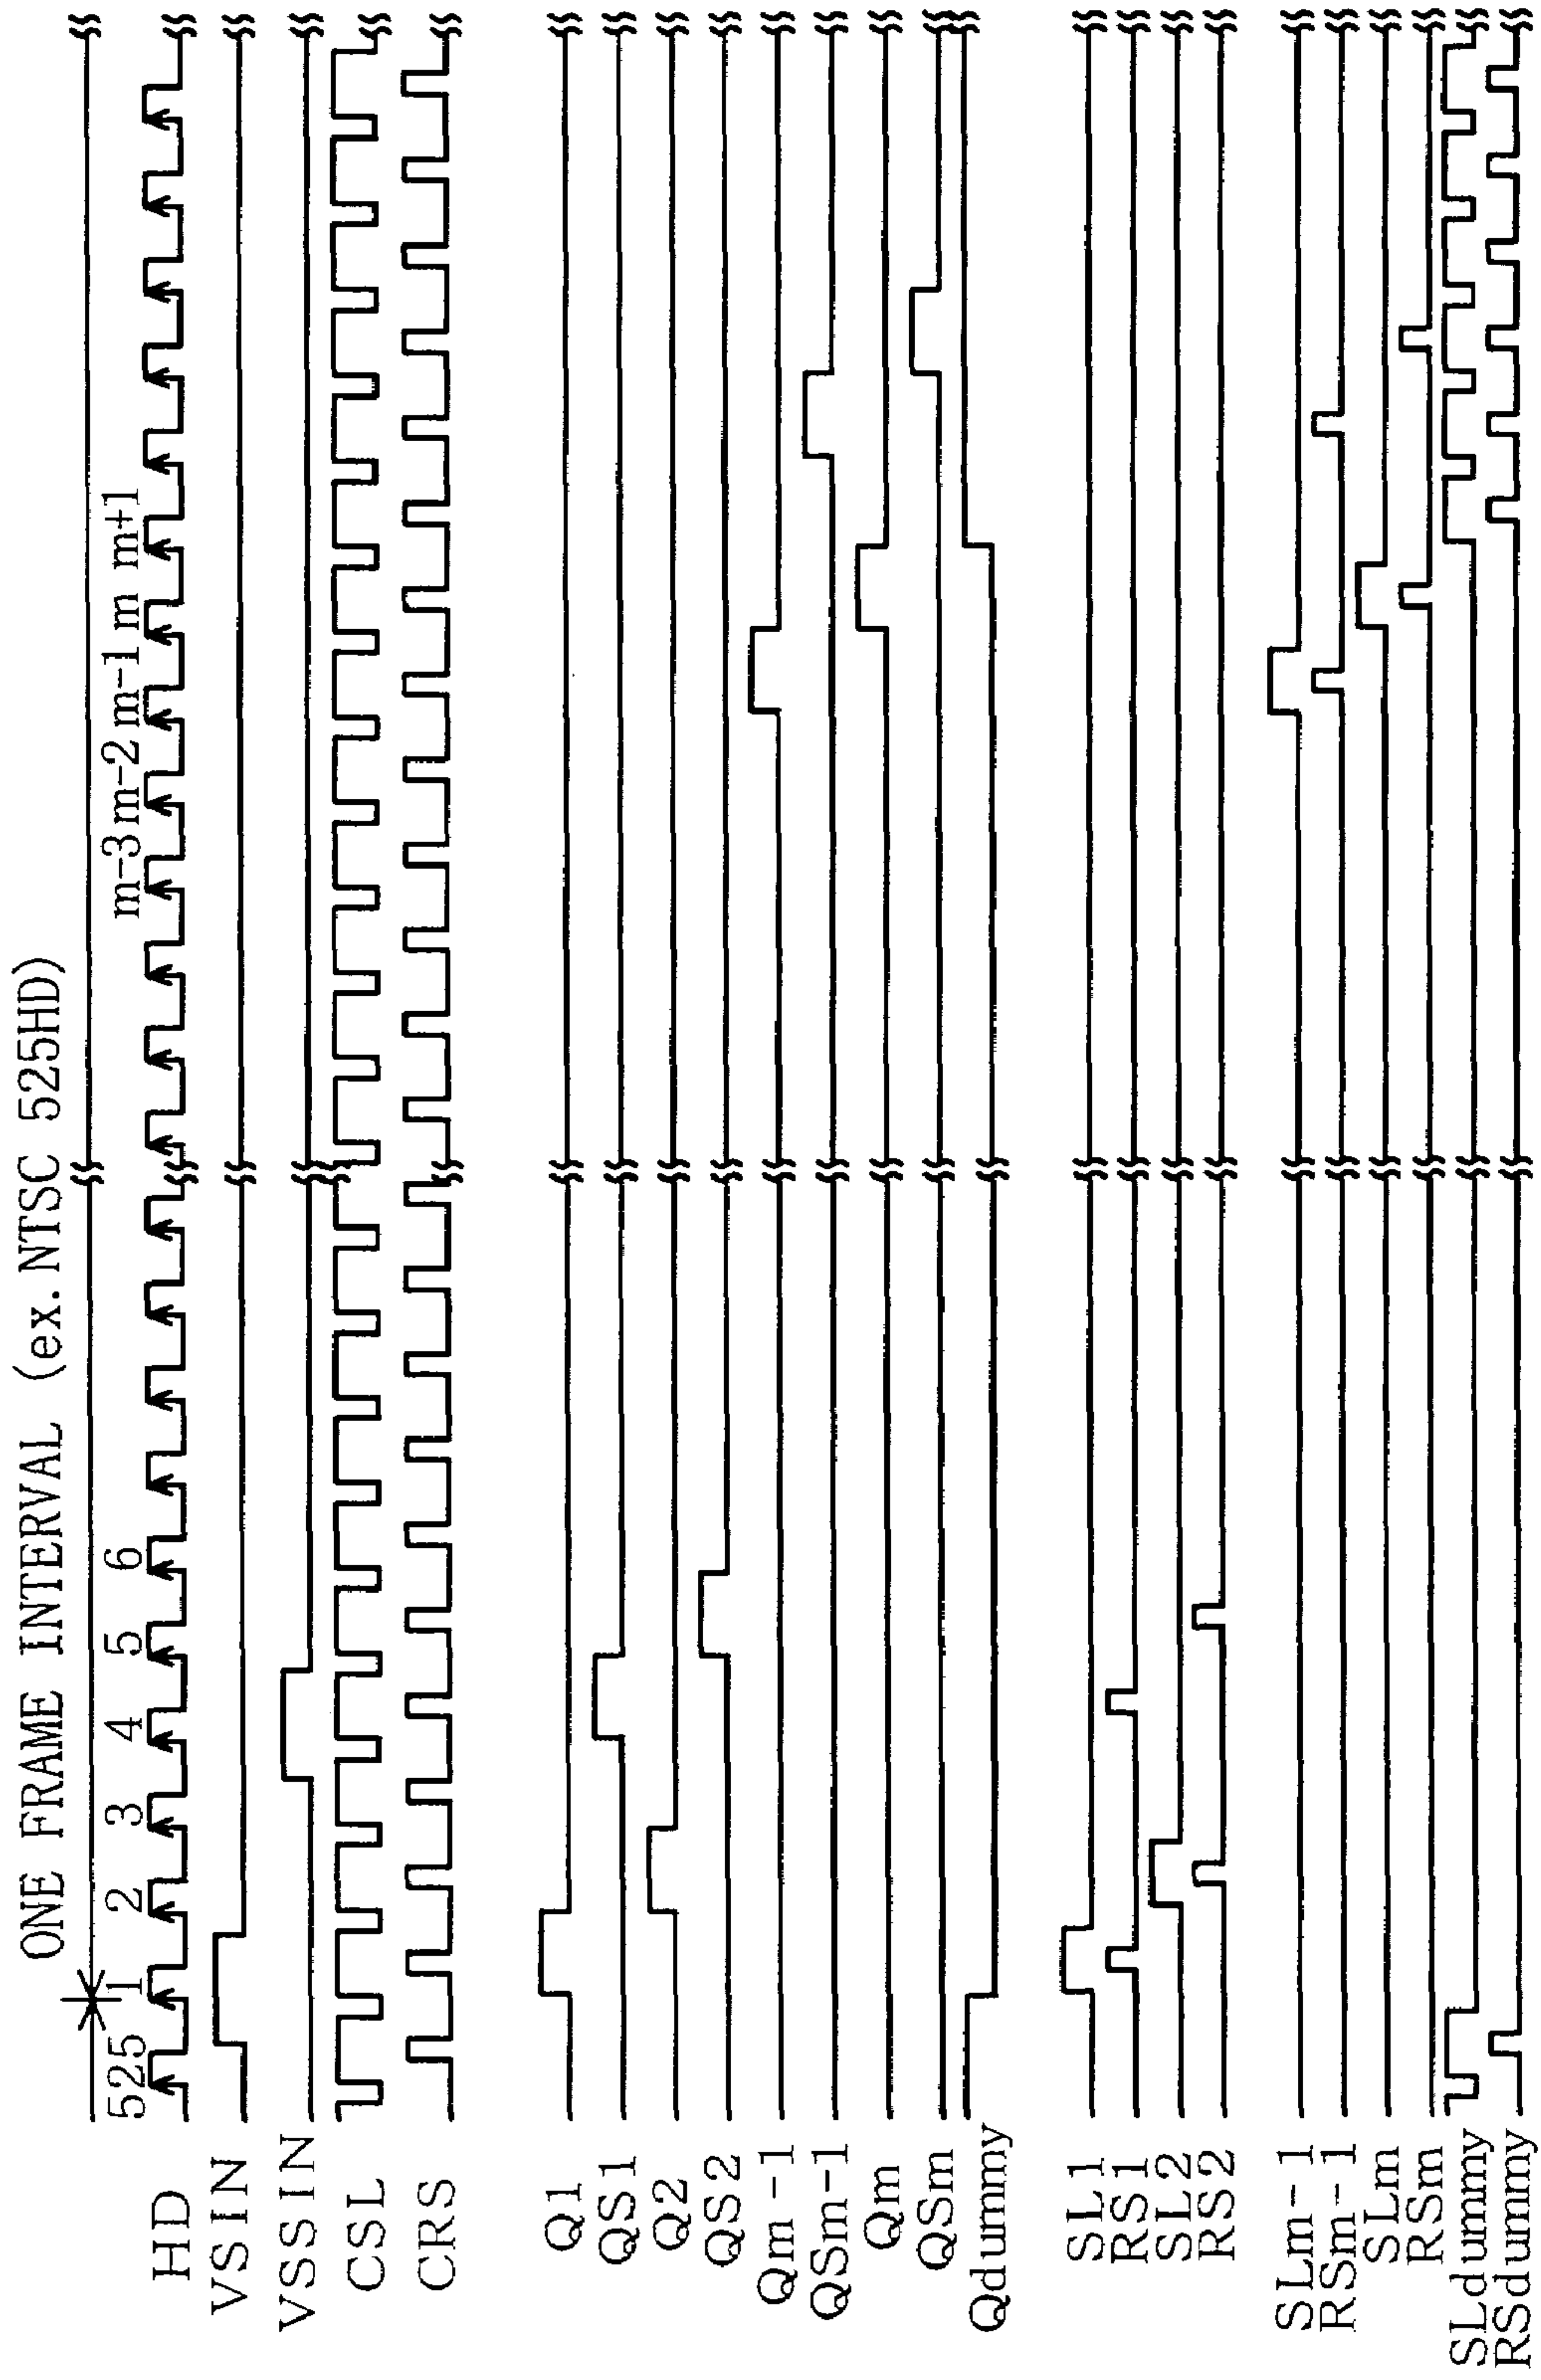 ONE FRAME INTERVAL (ex. NTSC 525HD)
525 1 2 3 4 5 6 m-3 m-2 m-1 m m+1
HD
VSIN
VSSIN
CSL
CRS
Q1
QS1
Q2
QS2
Qm-1
QSm-1
Qm
QSm
Qdummy
SL1
RS1
SL2
RS2
SLm-1
RSm-1
SLm
RSm
SLdummy
RSdummy